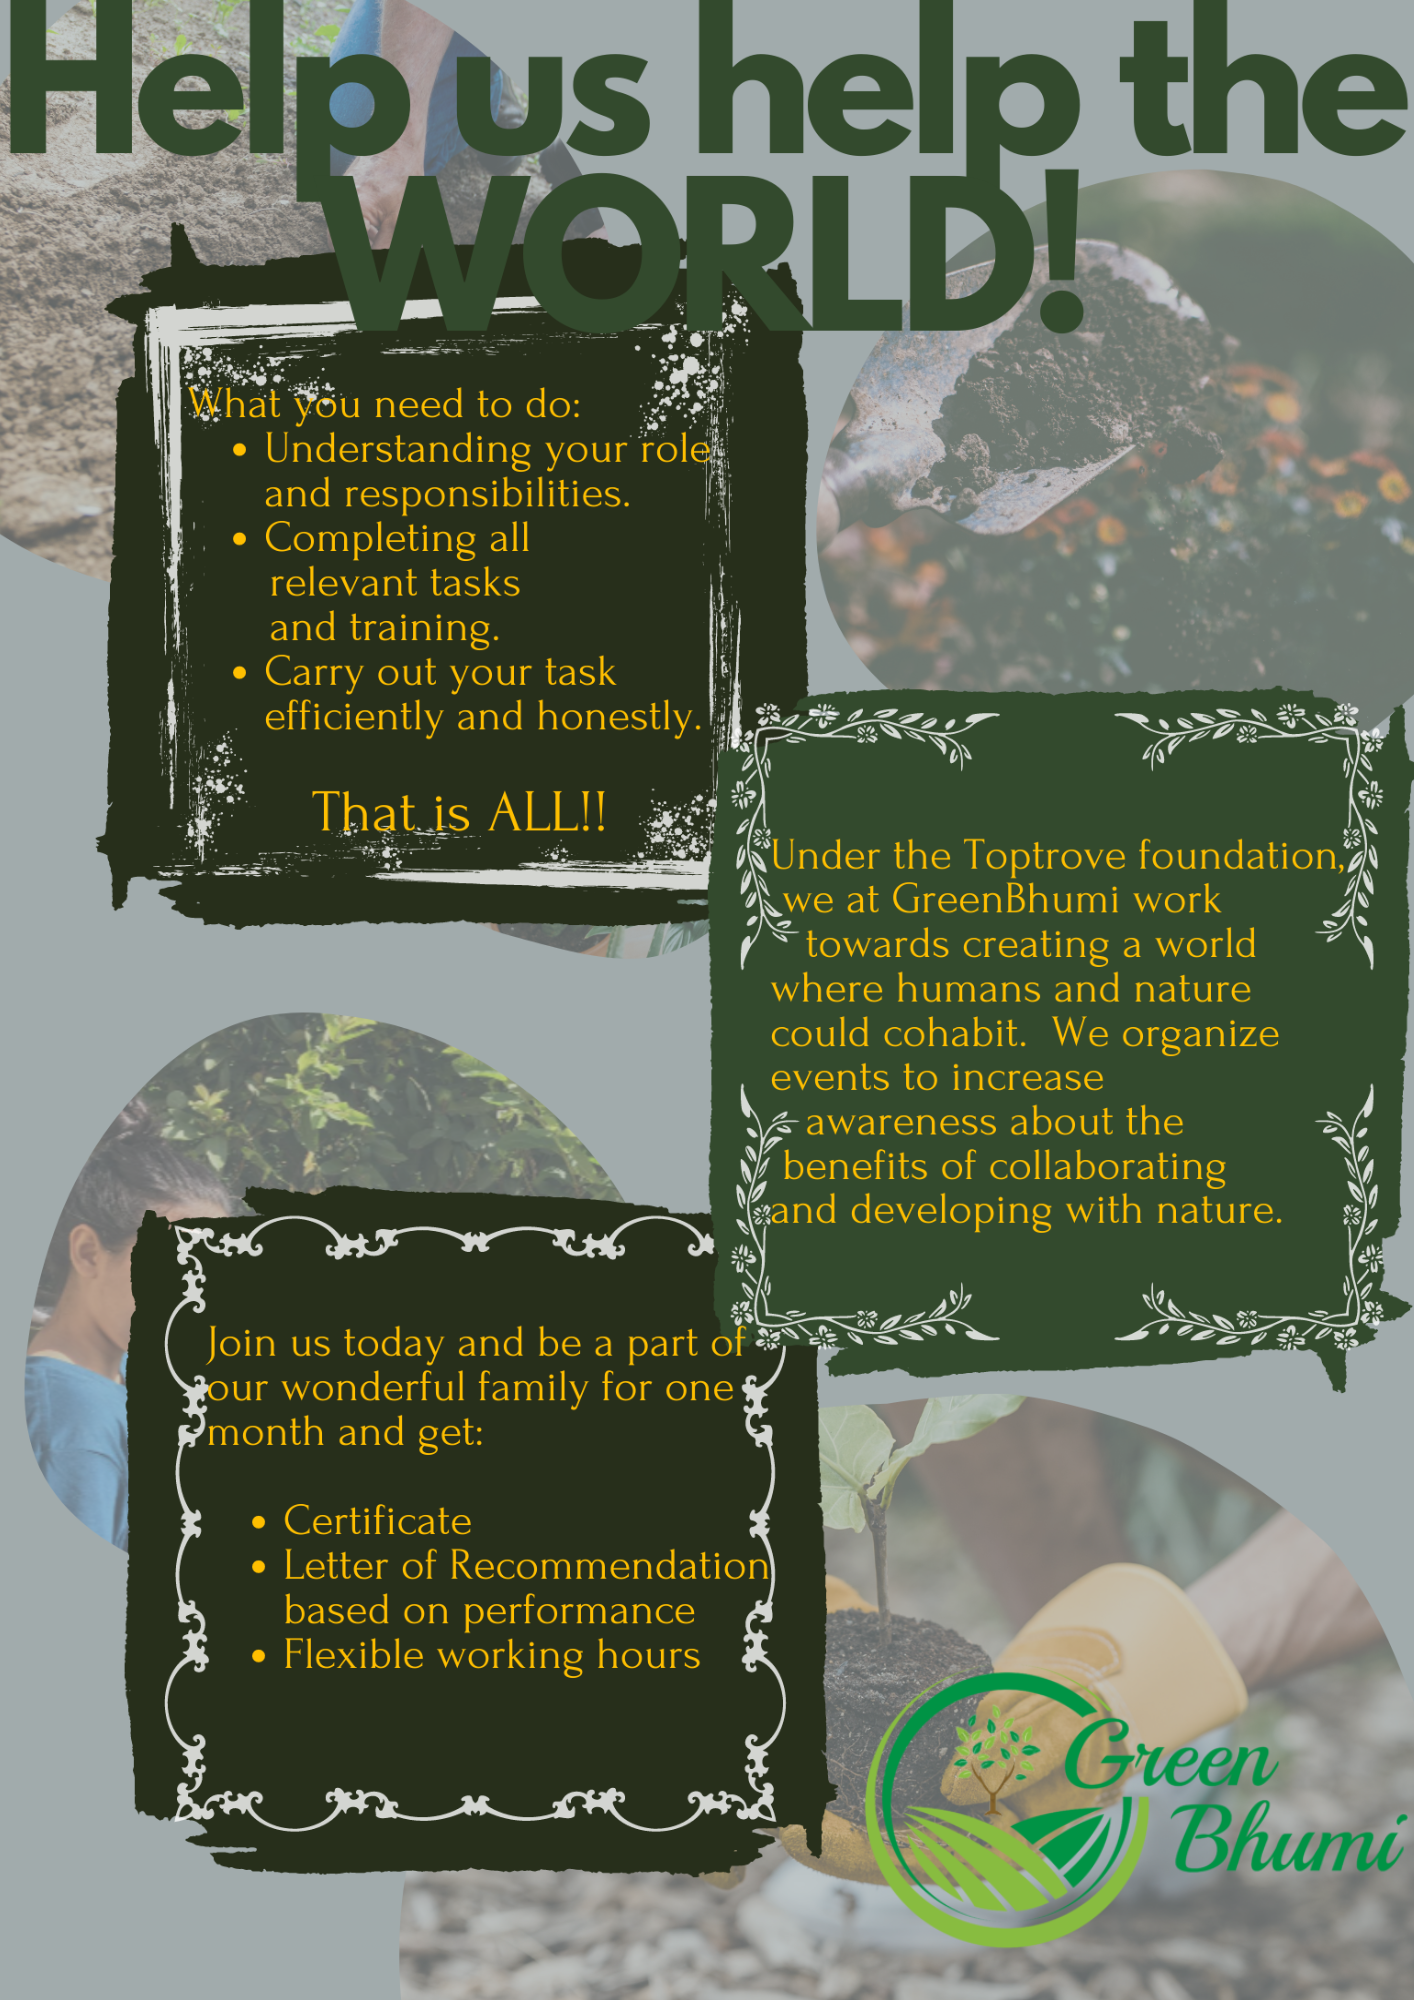 Help us help the
WORLD!
What you need to do:
• Understanding your role
and responsibilities.
• Completing all
relevant tasks
and training.
• Carry out your task
efficiently and honestly.
That is ALL!!
Under the Toptrove foundation,
we at GreenBhumi work
towards creating a world
where humans and nature
could cohabit. We organize
events to increase
awareness about the
benefits of collaborating
and developing with nature.
Join us today and be a part of
our wonderful family for one
month and get:
• Certificate
• Letter of Recommendation
based on performance
• Flexible working hours
Green
Bhumi